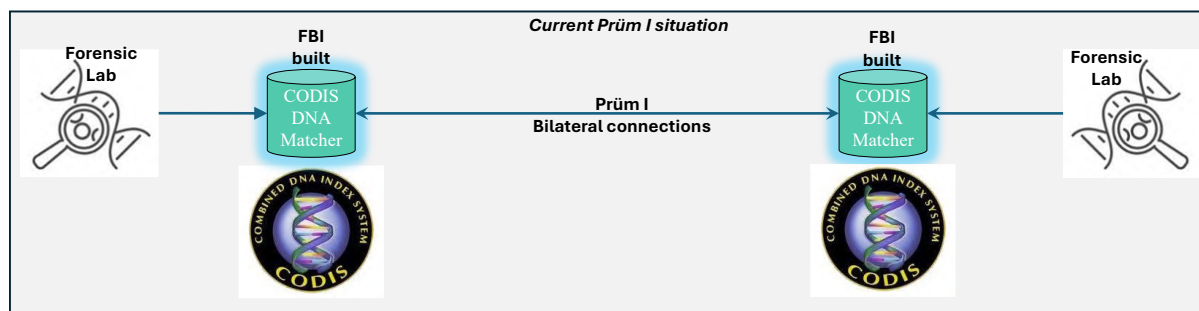 Current Prüm I situation
Forensic
Lab
FBI
built
CODIS
DNA
Matcher
Prüm I
Bilateral connections
FBI
built
CODIS
DNA
Matcher
Forensic
Lab
COMBINED DNA INDEX SYSTEM
CODIS
COMBINED DNA INDEX SYSTEM
CODIS